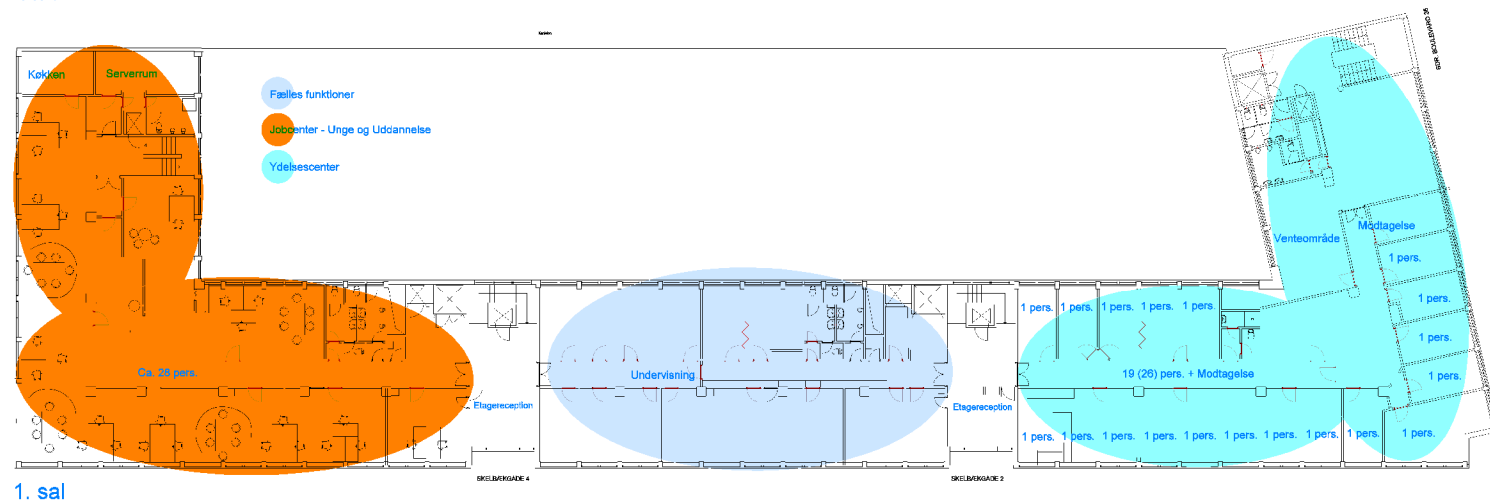 Køkken
Serverrum
Fælles funktioner
Jobcenter - Unge og Uddannelse
Ydelsescenter
BOULEVARD
Venteområde
Modtagelse
1 pers.
1 pers.
1 pers.
1 pers.
1 pers. 1 pers. 1 pers. 1 pers. 1 pers.
Ca. 28 pers.
Undervisning
19 (26) pers. + Modtagelse
Etagereception
Etagereception
1 pers. 1 pers. 1 pers. 1 pers. 1 pers. 1 pers. 1 pers. 1 pers. 1 pers. 1 pers.
SKELBÆKGADE 4
SKELBÆKGADE 2
1. sal